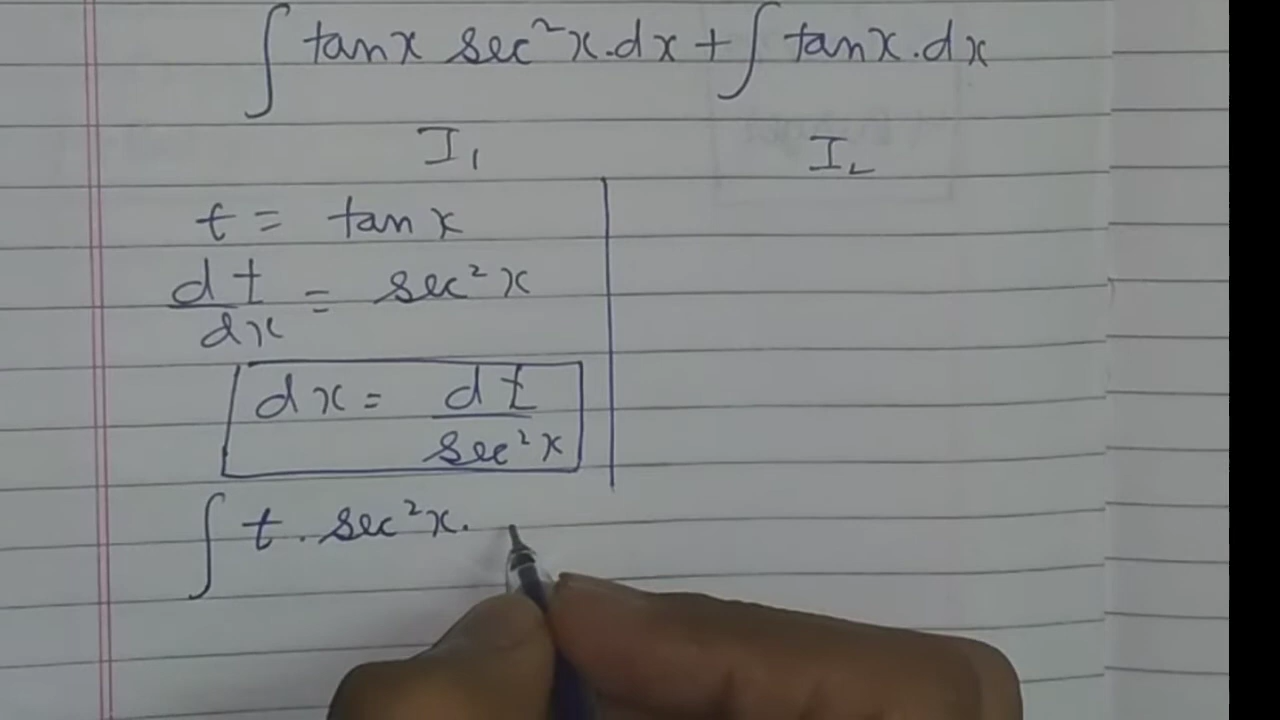 ∫ tanx sec²x.dx + ∫ tanx.dx
I₁ I₂
t = tanx
dt/dx = sec²x
dx = dt/sec²x
∫ t . sec²x.